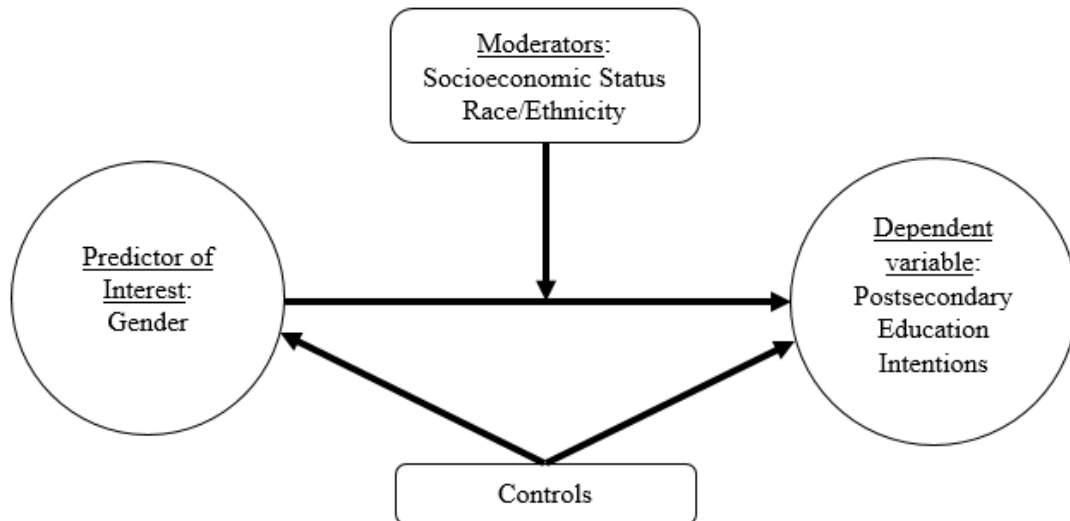 Moderators:
Socioeconomic Status
Race/Ethnicity
Predictor of
Interest:
Gender
Dependent
variable:
Postsecondary
Education
Intentions
Controls